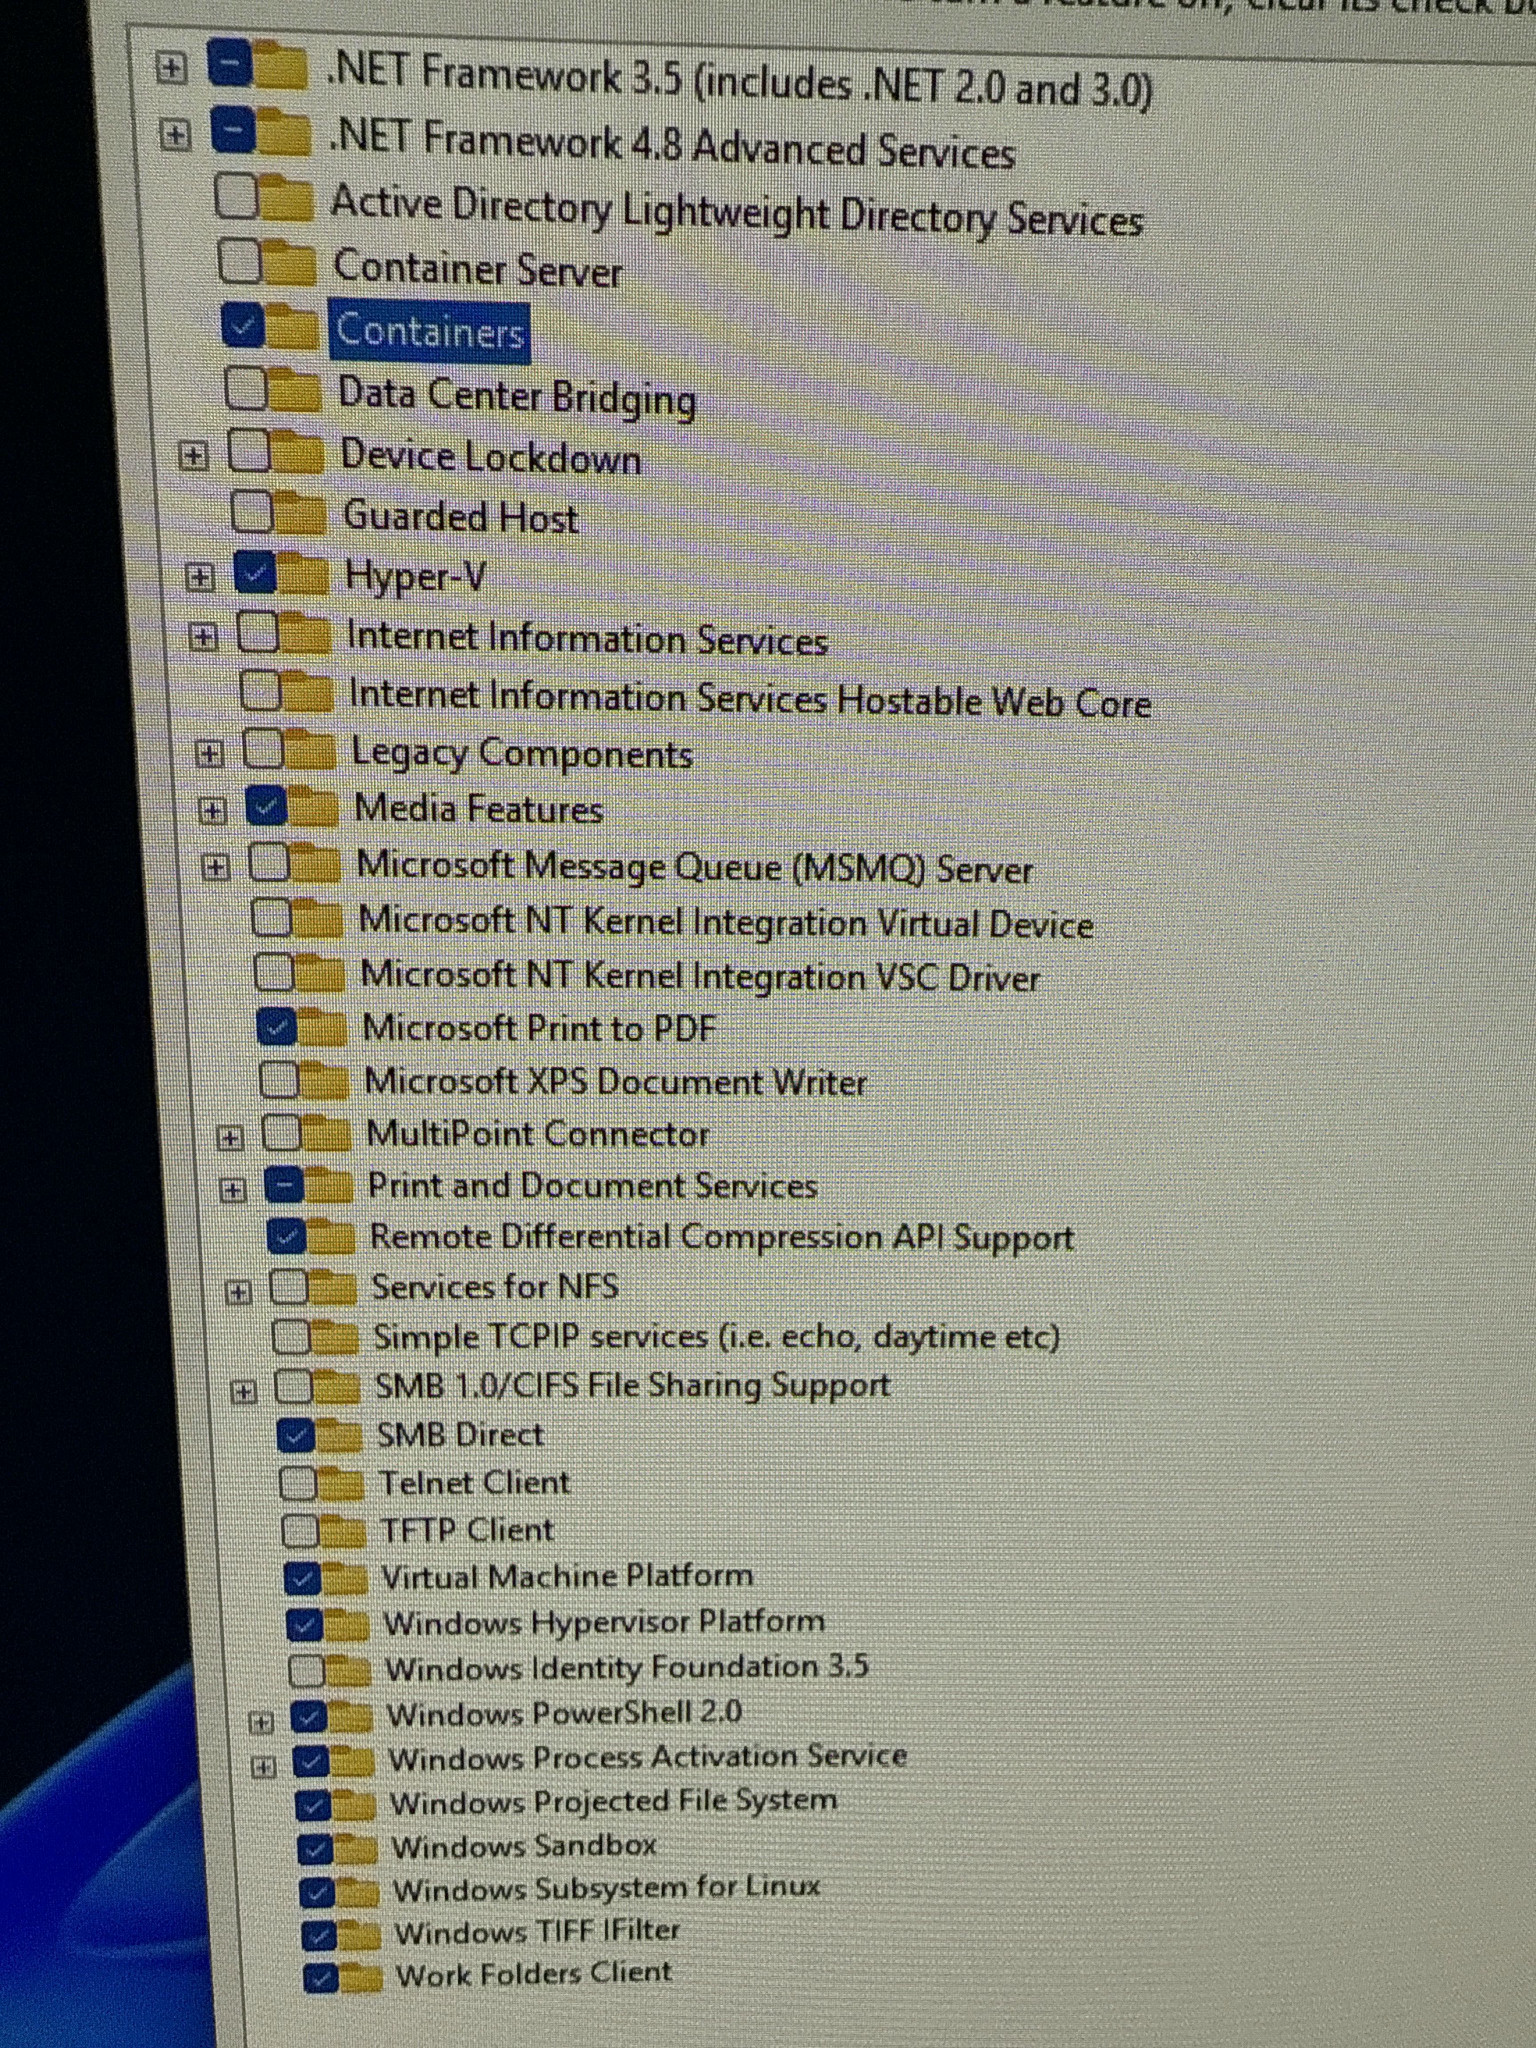 clear its check
.NET Framework 3.5 (includes .NET 2.0 and 3.0)
.NET Framework 4.8 Advanced Services
Active Directory Lightweight Directory Services
Container Server
Containers
Data Center Bridging
Device Lockdown
Guarded Host
Hyper-V
Internet Information Services
Internet Information Services Hostable Web Core
Legacy Components
Media Features
Microsoft Message Queue (MSMQ) Server
Microsoft NT Kernel Integration Virtual Device
Microsoft NT Kernel Integration VSC Driver
Microsoft Print to PDF
Microsoft XPS Document Writer
MultiPoint Connector
Print and Document Services
Remote Differential Compression API Support
Services for NFS
Simple TCPIP services (i.e. echo, daytime etc)
SMB 1.0/CIFS File Sharing Support
SMB Direct
Telnet Client
TFTP Client
Virtual Machine Platform
Windows Hypervisor Platform
Windows Identity Foundation 3.5
Windows PowerShell 2.0
Windows Process Activation Service
Windows Projected File System
Windows Sandbox
Windows Subsystem for Linux
Windows TIFF IFilter
Work Folders Client